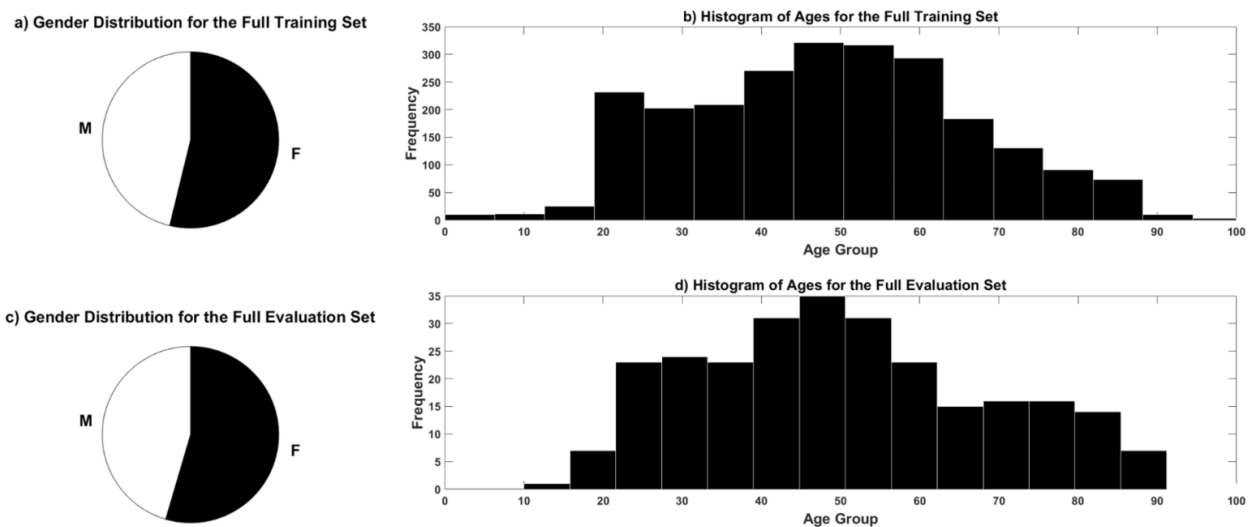 a) Gender Distribution for the Full Training Set
M
F
b) Histogram of Ages for the Full Training Set
350
300
250
200
150
100
50
0
Frequency
0 10 20 30 40 50 60 70 80 90 100
Age Group
c) Gender Distribution for the Full Evaluation Set
M
F
d) Histogram of Ages for the Full Evaluation Set
35
30
25
20
15
10
5
0
Frequency
0 10 20 30 40 50 60 70 80 90 100
Age Group